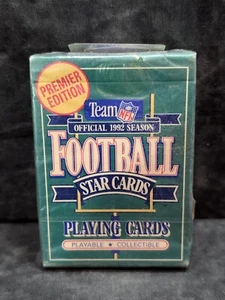 PREMIER
EDITION
Team NFL
OFFICIAL 1992 SEASON
FOOTBALL
STAR CARDS
PLAYING CARDS
PLAYABLE ★ COLLECTIBLE